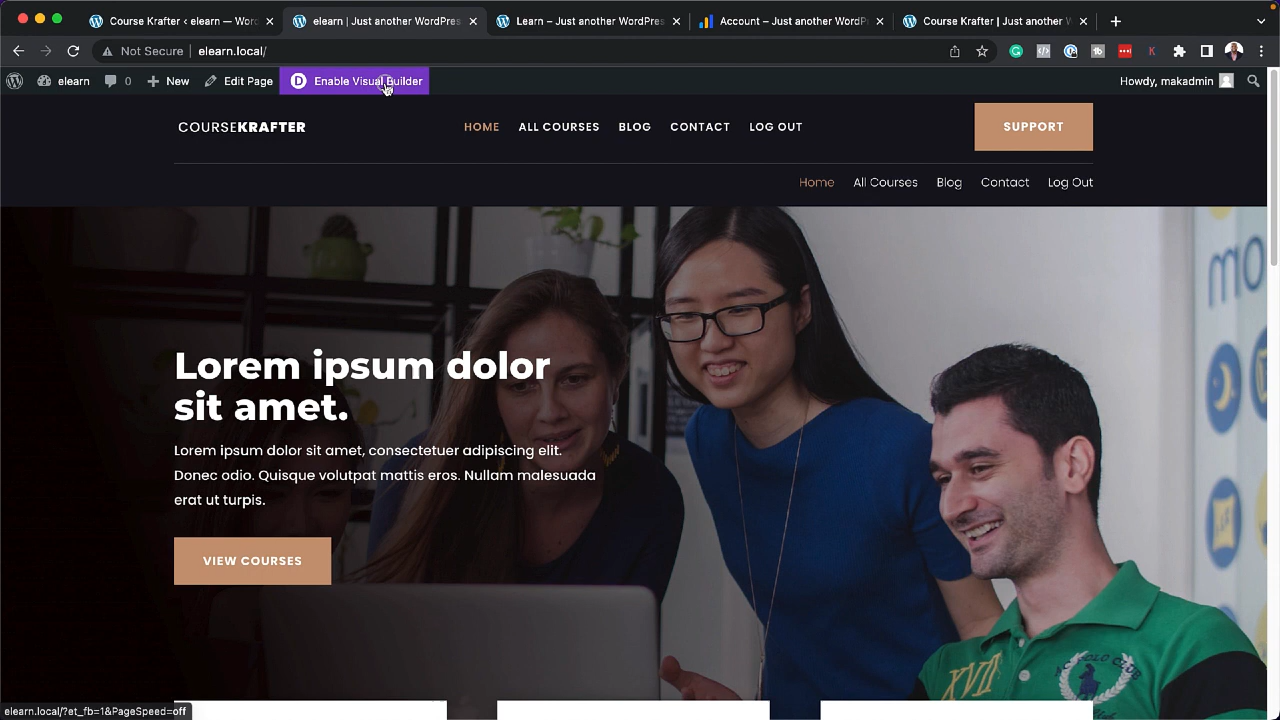 Course Krafter ‹ elearn — Worc
elearn | Just another WordPres
Learn – Just another WordPres
Account – Just another WordP
Course Krafter | Just another
Not Secure
elearn.local/
elearn
0
New
Edit Page
Enable Visual Builder
Howdy, makadmin
COURSEKRAFTER
HOME
ALL COURSES
BLOG
CONTACT
LOG OUT
SUPPORT
Home
All Courses
Blog
Contact
Log Out
Lorem ipsum dolor
sit amet.
Lorem ipsum dolor sit amet, consectetuer adipiscing elit.
Donec odio. Quisque volutpat mattis eros. Nullam malesuada
erat ut turpis.
VIEW COURSES
XVII
POLO CLUB
elearn.local/?et_fb=1&PageSpeed=off